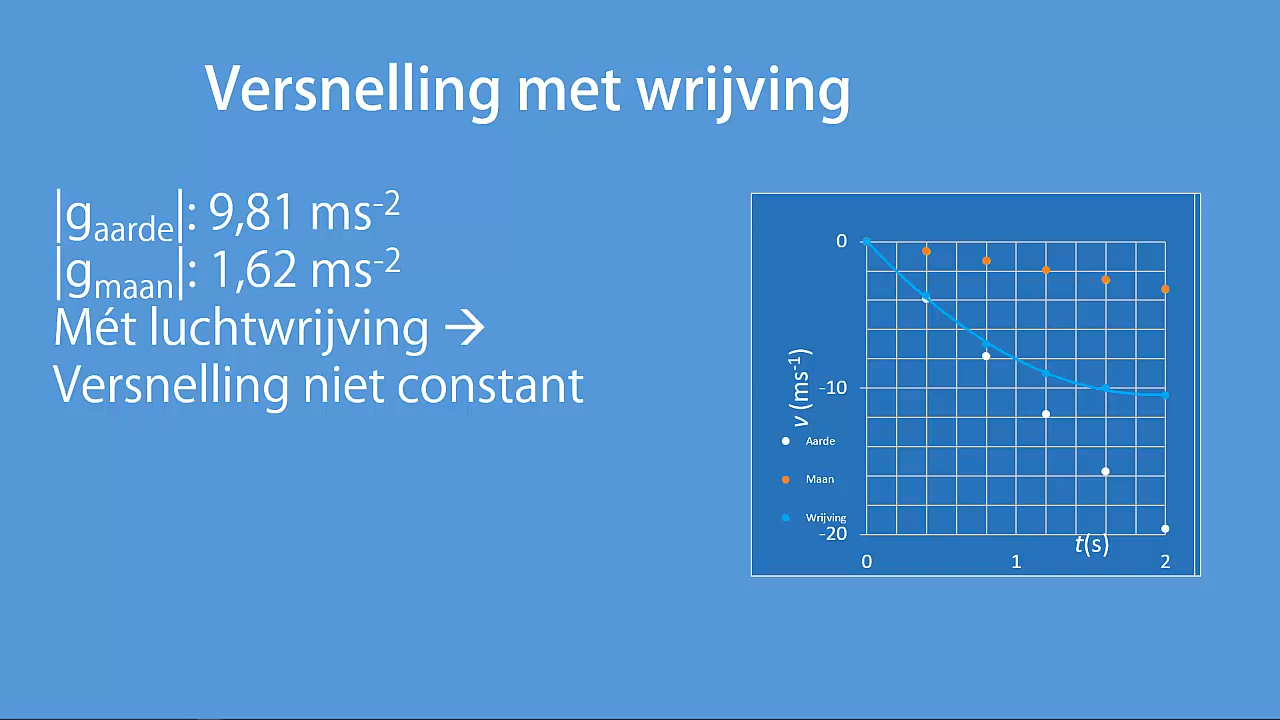 Versnelling met wrijving
|gaarde|: 9,81 ms-2
|gmaan|: 1,62 ms-2
Mét luchtwrijving →
Versnelling niet constant
0
-10
-20
v (ms-1)
Aarde
Maan
Wrijving
t(s)
0 1 2